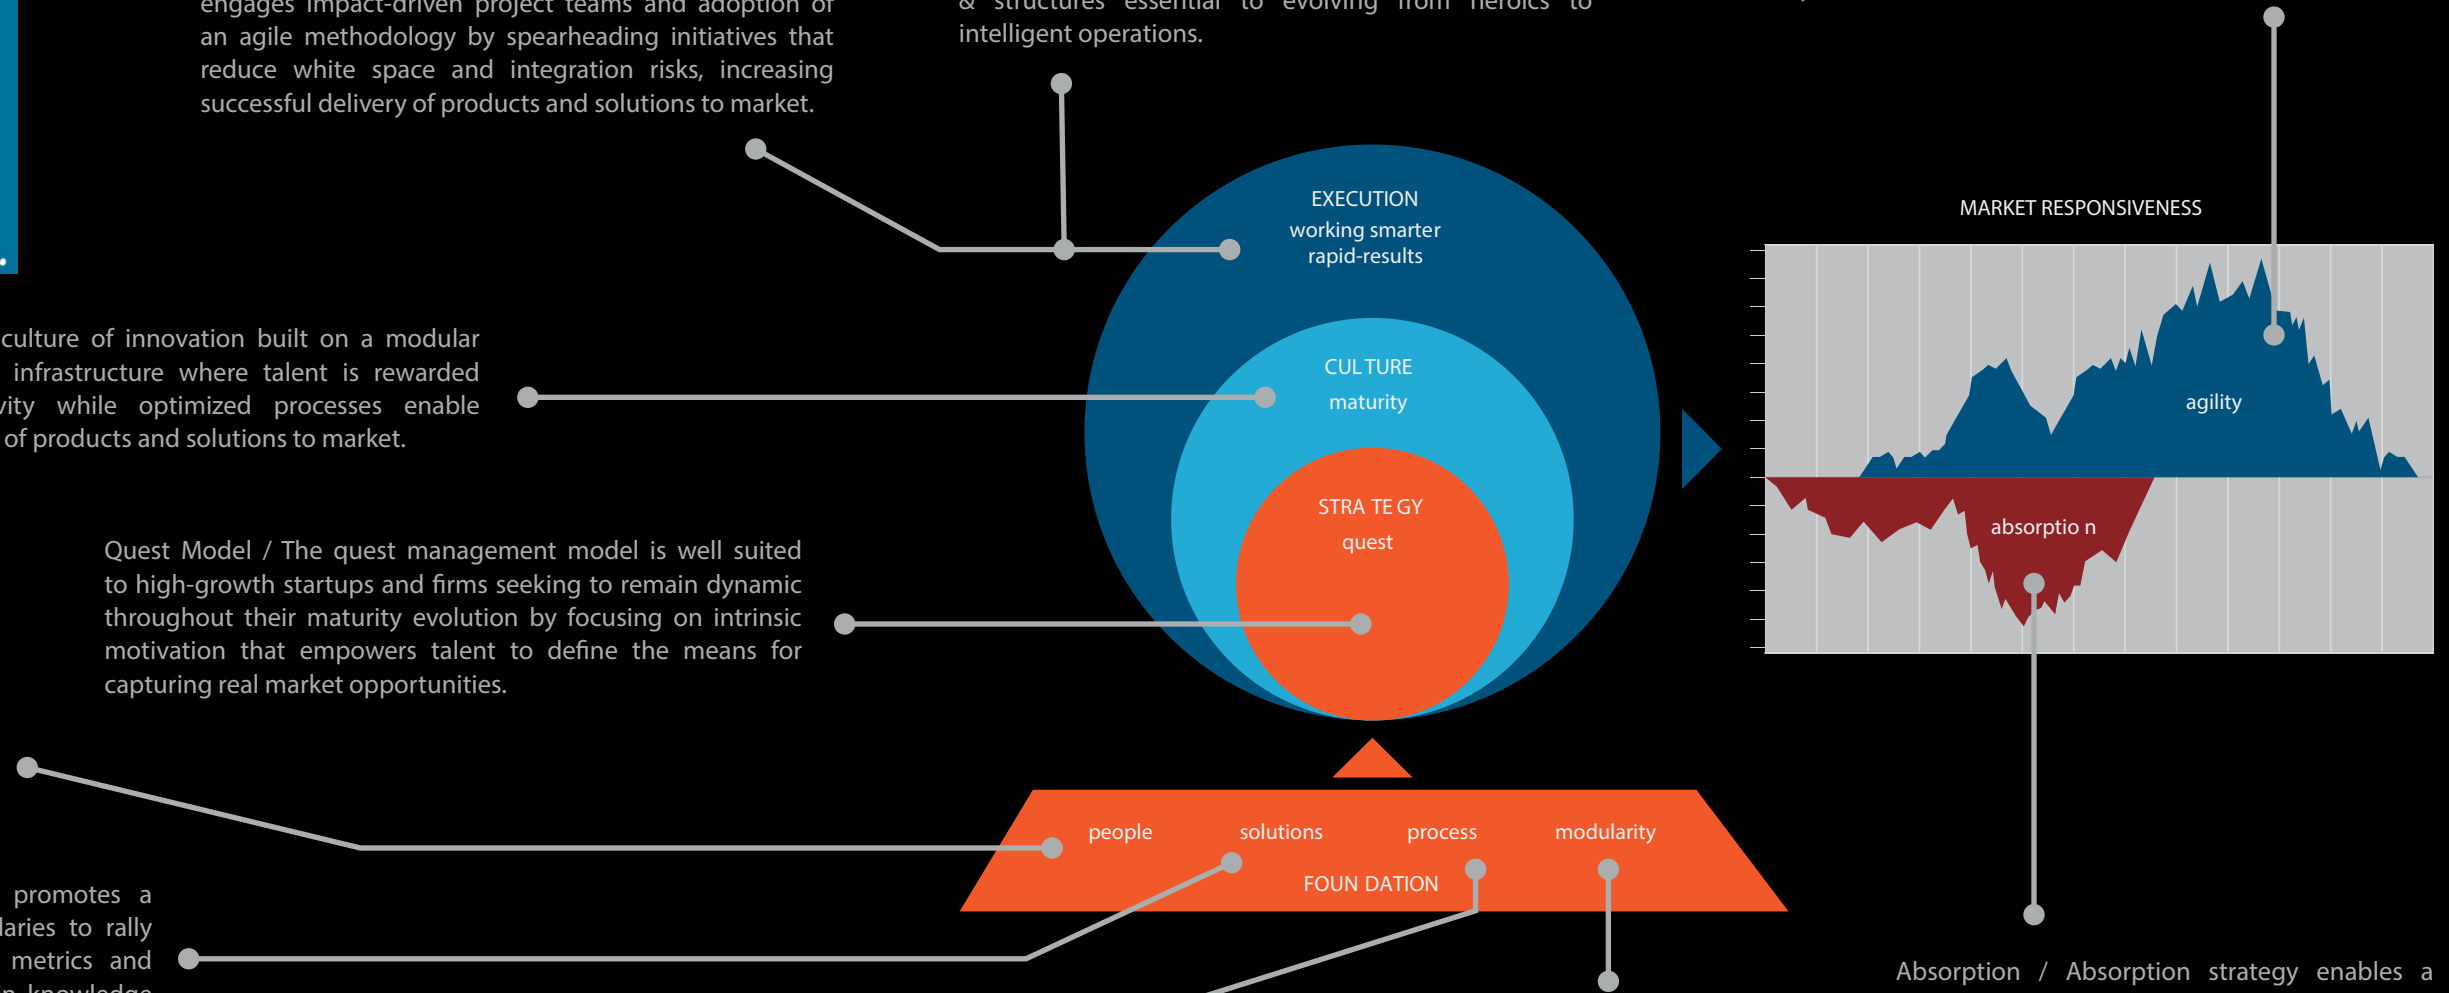 engages impact-driven project teams and adoption of
an agile methodology by spearheading initiatives that
reduce white space and integration risks, increasing
successful delivery of products and solutions to market.
& structures essential to evolving from heroics to
intelligent operations.
culture of innovation built on a modular
infrastructure where talent is rewarded
while optimized processes enable
of products and solutions to market.
Quest Model / The quest management model is well suited
to high-growth startups and firms seeking to remain dynamic
throughout their maturity evolution by focusing on intrinsic
motivation that empowers talent to define the means for
capturing real market opportunities.
promotes a
to rally
metrics and
knowledge
EXECUTION
working smarter
rapid-results
CUL TURE
maturity
STRA TE GY
quest
people solutions process modularity
FOUN DATION
MARKET RESPONSIVENESS
agility
absorptio n
Absorption / Absorption strategy enables a